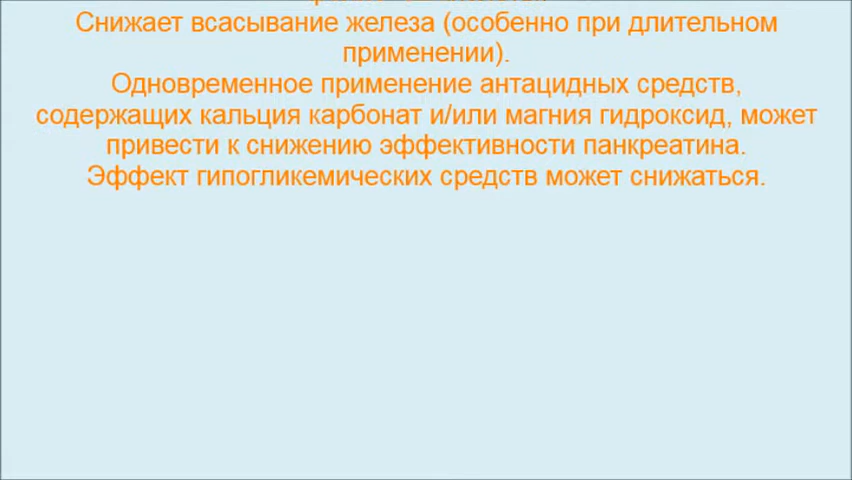 Снижает всасывание железа (особенно при длительном
применении).
Одновременное применение антацидных средств,
содержащих кальция карбонат и/или магния гидроксид, может
привести к снижению эффективности панкреатина.
Эффект гипогликемических средств может снижаться.